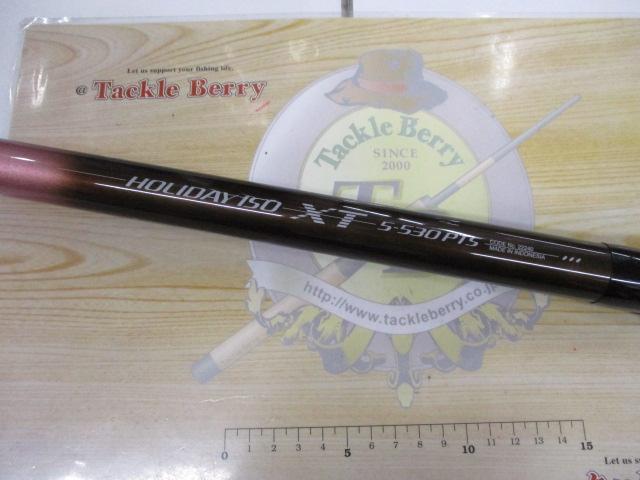 Let us support your fishing life.
@ Tackle Berry
Tackle Berry
SINCE
2000
HOLIDAY ISO XT 5-530PTS
MADE IN INDONESIA
http://www.tackleberry.co.jp
0 1 2 3 4 5 6 7 8 9 10 11 12 13 14 15
Let us s